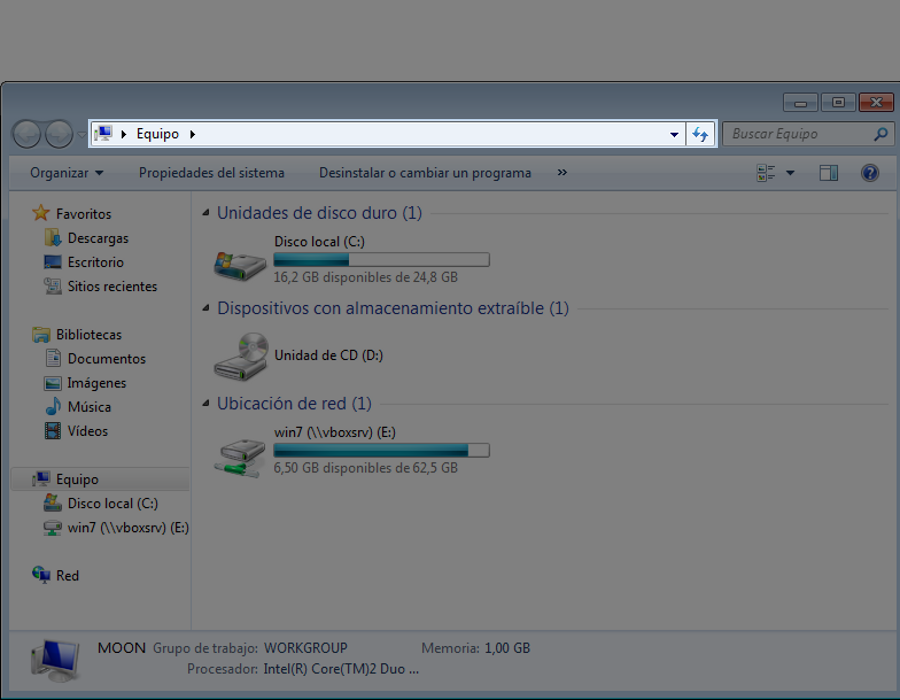 Equipo
Buscar Equipo
Organizar
Propiedades del sistema
Desinstalar o cambiar un programa
»
Favoritos
Descargas
Escritorio
Sitios recientes
Bibliotecas
Documentos
Imágenes
Música
Vídeos
Equipo
Disco local (C:)
win7 (\\vboxsrv) (E:)
Red
Unidades de disco duro (1)
Disco local (C:)
16,2 GB disponibles de 24,8 GB
Dispositivos con almacenamiento extraíble (1)
Unidad de CD (D:)
Ubicación de red (1)
win7 (\\vboxsrv) (E:)
6,50 GB disponibles de 62,5 GB
MOON Grupo de trabajo: WORKGROUP Memoria: 1,00 GB
Procesador: Intel(R) Core(TM)2 Duo ...